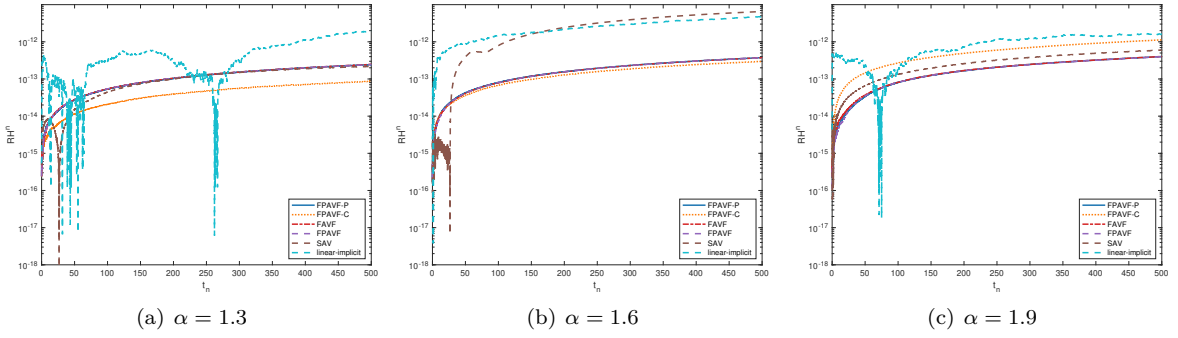 10^-12
10^-13
10^-14
10^-15
10^-16
10^-17
10^-18
RH^n
0 50 100 150 200 250 300 350 400 450 500
t_n
FPAVF-P
FPAVF-C
FAVF
FPAVF
SAV
linear-implicit
(a) α = 1.3
10^-12
10^-13
10^-14
10^-15
10^-16
10^-17
10^-18
RH^n
0 50 100 150 200 250 300 350 400 450 500
t_n
FPAVF-P
FPAVF-C
FAVF
FPAVF
SAV
linear-implicit
(b) α = 1.6
10^-12
10^-13
10^-14
10^-15
10^-16
10^-17
10^-18
RH^n
0 50 100 150 200 250 300 350 400 450 500
t_n
FPAVF-P
FPAVF-C
FAVF
FPAVF
SAV
linear-implicit
(c) α = 1.9